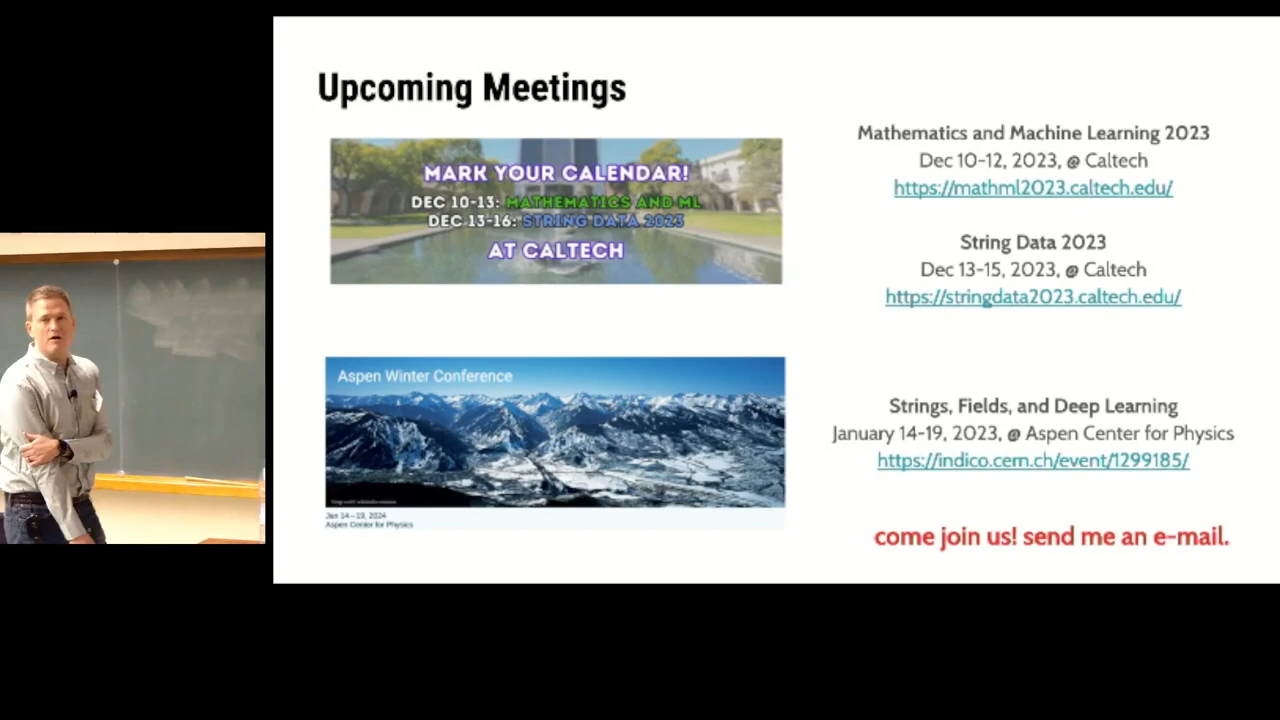 Upcoming Meetings
MARK YOUR CALENDAR!
DEC 10-13: MATHEMATICS AND ML
DEC 13-16: STRING DATA 2023
AT CALTECH
Mathematics and Machine Learning 2023
Dec 10-12, 2023, @ Caltech
https://mathml2023.caltech.edu/
String Data 2023
Dec 13-15, 2023, @ Caltech
https://stringdata2023.caltech.edu/
Aspen Winter Conference
Jan 14 – 19, 2024
Aspen Center for Physics
Strings, Fields, and Deep Learning
January 14-19, 2023, @ Aspen Center for Physics
https://indico.cern.ch/event/1299185/
come join us! send me an e-mail.